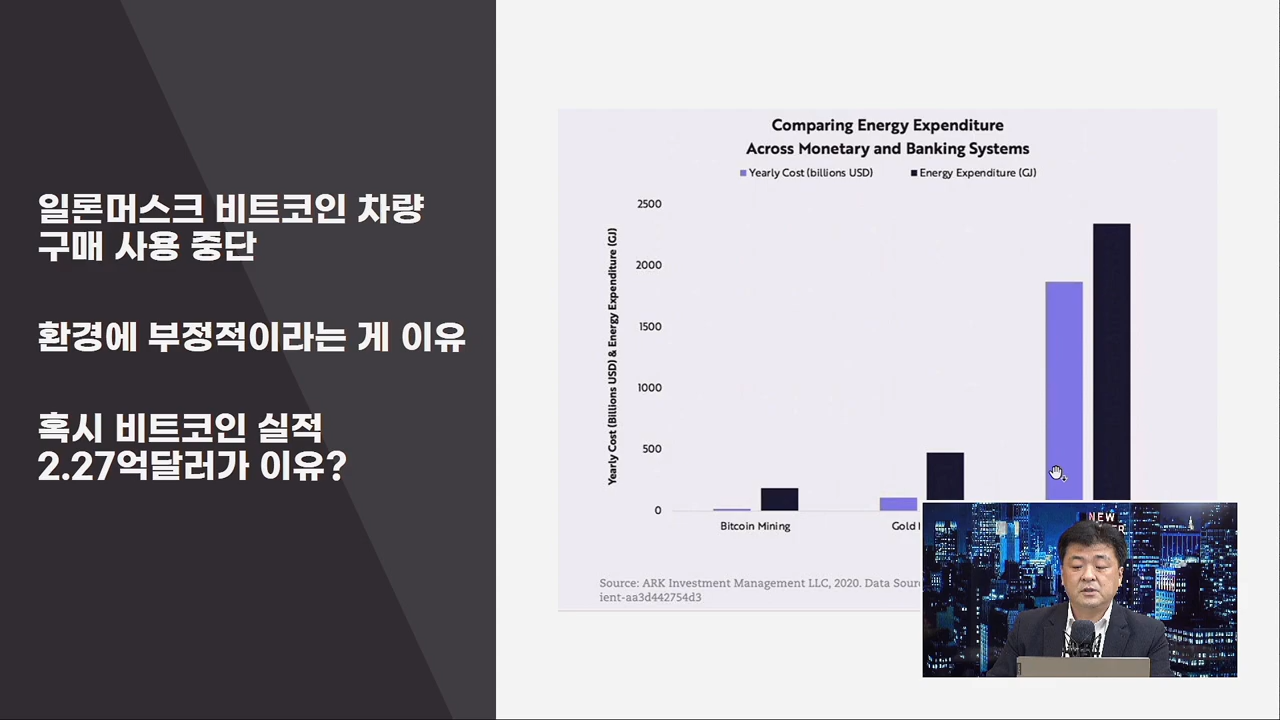 일론머스크 비트코인 차량
구매 사용 중단
환경에 부정적이라는 게 이유
혹시 비트코인 실적
2.27억달러가 이유?
Comparing Energy Expenditure
Across Monetary and Banking Systems
Yearly Cost (billions USD) Energy Expenditure (GJ)
Yearly Cost (Billions USD) & Energy Expenditure (GJ)
2500
2000
1500
1000
500
0
Bitcoin Mining Gold
Source: ARK Investment Management LLC, 2020. Data
ient-aa3d442754d3
NEW